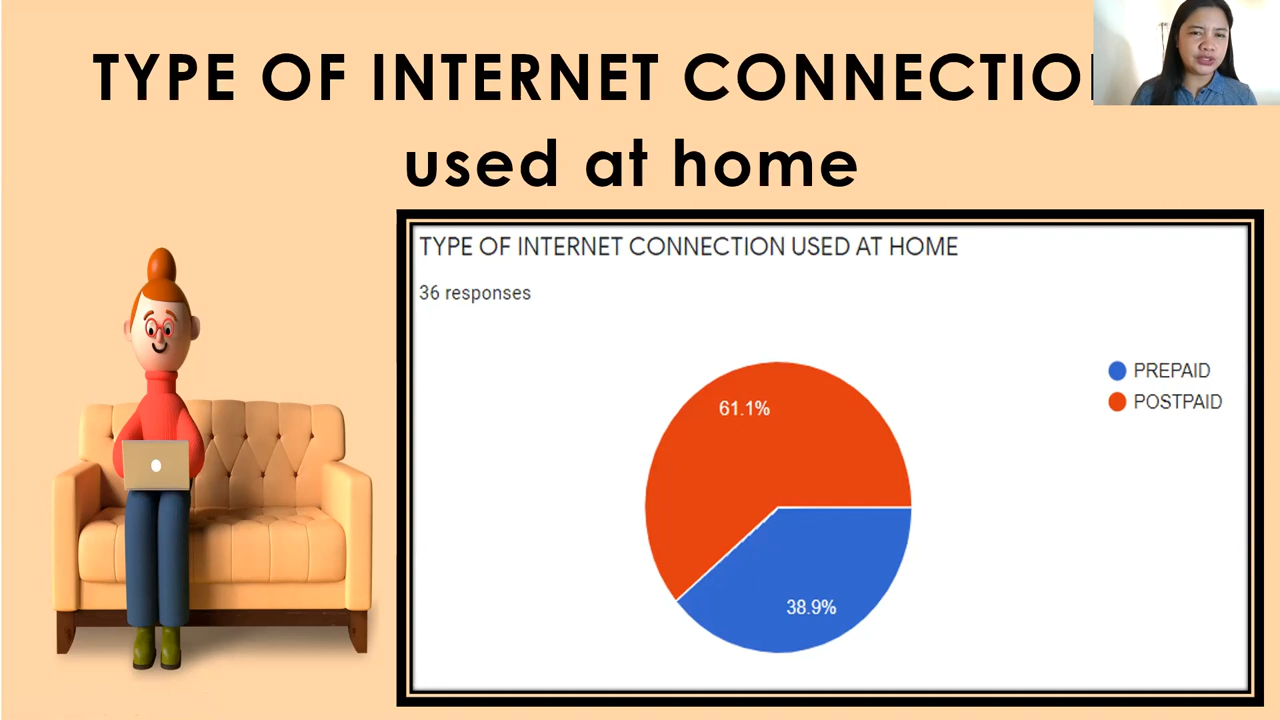 TYPE OF INTERNET CONNECTIO
used at home
TYPE OF INTERNET CONNECTION USED AT HOME
36 responses
PREPAID
POSTPAID
61.1%
38.9%